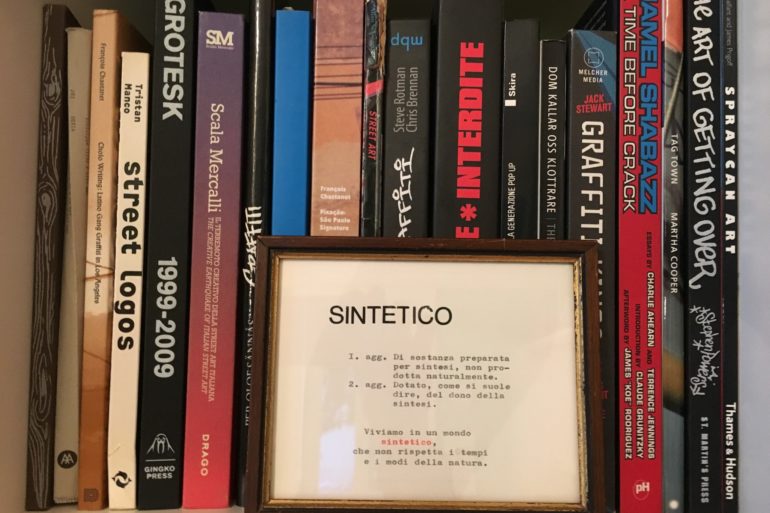 François Chastanet
Cholo Writing: Latino Gang Graffiti in Los Angeles
Tristan Manco
street logos
GROTESK
1999-2009
GINGKO PRESS
SM
Scala Mercalli
IL TERREMOTO CREATIVO DELLA STREET ART ITALIANA
THE CREATIVE EARTHQUAKE OF ITALIAN STREET ART
DRAGO
François Chastanet
Pixação: São Paulo Signature
STREET ART
Steve Rotman
Chris Brennan
E*INTERDITE
Skira
LA GENERAZIONE POP UP
DOM KALLAR OSS KLOTTRARE | THE
MELCHER MEDIA
JACK STEWART
GRAFFITI
JAMEL SHABAZZ
A TIME BEFORE CRACK
ESSAYS BY CHARLIE AHEARN AND TERRENCE JENNINGS
INTRODUCTION BY CLAUDE GRUNITZKY
AFTERWORD BY JAMES "KOE" RODRIGUEZ
pH
TAG TOWN
MARTHA COOPER
THE ART OF GETTING OVER
ST. MARTIN'S PRESS
SPRAYCAN ART
Thames & Hudson
SINTETICO
1. agg. Di sostanza preparata
per sintesi, non pro-
dotta naturalmente.
2. agg. Dotato, come si suole
dire, del dono della
sintesi.
Viviamo in un mondo
sintetico,
che non rispetta i tempi
e i modi della natura.